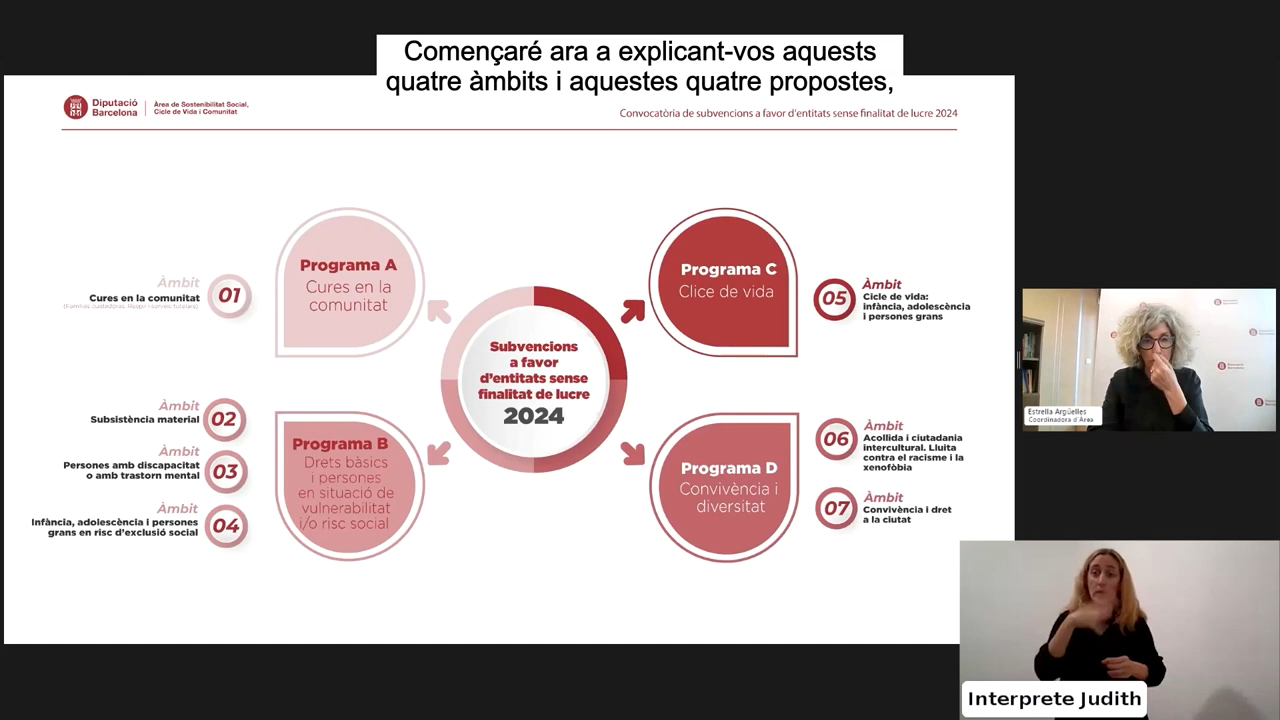 Començaré ara a explicant-vos aquests
quatre àmbits i aquestes quatre propostes,
Diputació
Barcelona
Àrea de Sostenibilitat Social,
Cicle de Vida i Comunitat
Convocatòria de subvencions a favor d'entitats sense finalitat de lucre 2024
Àmbit
Cures en la comunitat
01
Programa A
Cures en la
comunitat
Àmbit
Subsistència material
02
Àmbit
Persones amb discapacitat
o amb trastorn mental
03
Àmbit
Infància, adolescència i persones
grans en risc d'exclusió social
04
Programa B
Drets bàsics
i persones
en situació de
vulnerabilitat
i/o risc social
Subvencions
a favor
d'entitats sense
finalitat de lucre
2024
Programa C
Clice de vida
05
Àmbit
Cicle de vida:
infància, adolescència
i persones grans
Programa D
Convivència i
diversitat
06
Àmbit
Acollida i ciutadania
intercultural. Lluita
contra el racisme i la
xenofòbia
07
Àmbit
Convivència i dret
a la ciutat
Estrella Argüelles
Coordinadora d'Àrea
Interprete Judith